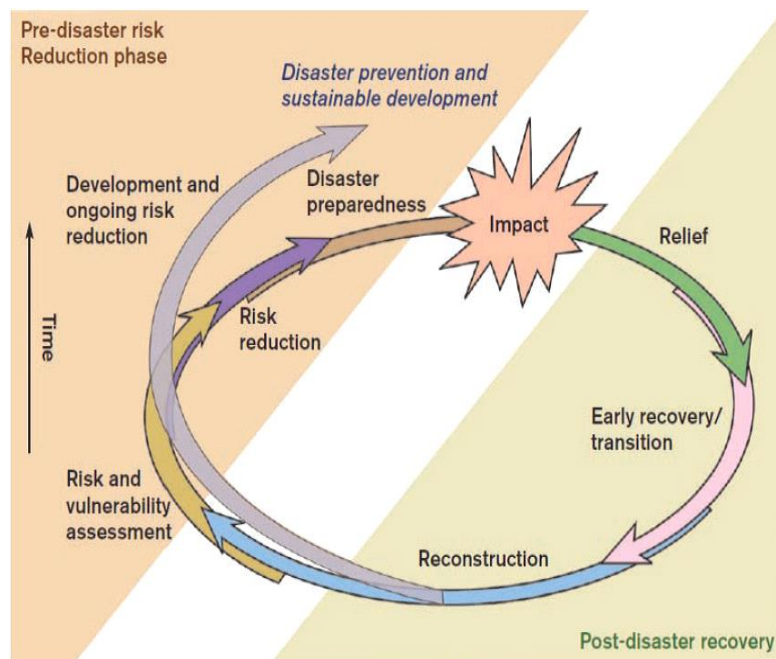 Pre-disaster risk
Reduction phase
Disaster prevention and
sustainable development
Development and
ongoing risk
reduction
Disaster
preparedness
Impact
Relief
Risk
reduction
Time
Early recovery/
transition
Risk and
vulnerability
assessment
Reconstruction
Post-disaster recovery